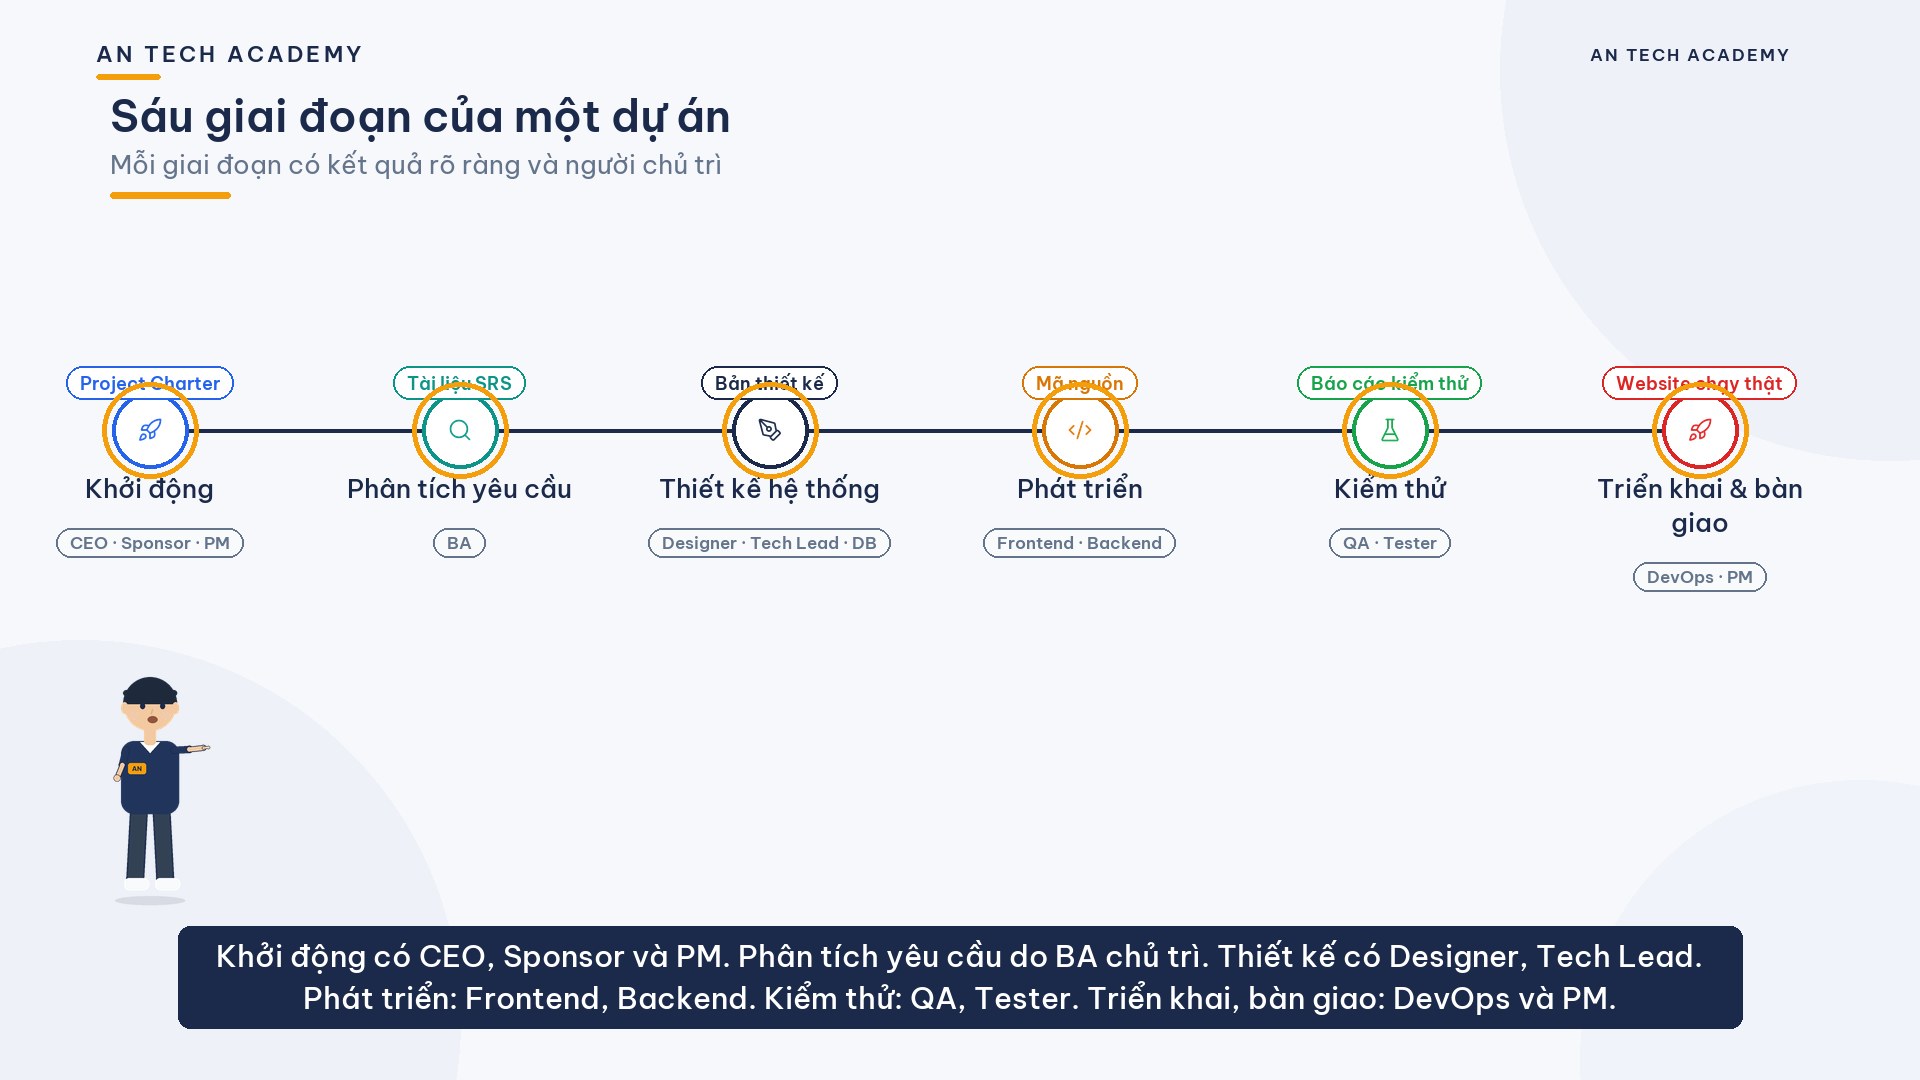 AN TECH ACADEMY
AN TECH ACADEMY
Sáu giai đoạn của một dự án
Mỗi giai đoạn có kết quả rõ ràng và người chủ trì
Project Charter
Tài liệu SRS
Bản thiết kế
Mã nguồn
Báo cáo kiểm thử
Website chạy thật
Khởi động
Phân tích yêu cầu
Thiết kế hệ thống
Phát triển
Kiểm thử
Triển khai & bàn
giao
CEO · Sponsor · PM
BA
Designer · Tech Lead · DB
Frontend · Backend
QA · Tester
DevOps · PM
AN
Khởi động có CEO, Sponsor và PM. Phân tích yêu cầu do BA chủ trì. Thiết kế có Designer, Tech Lead.
Phát triển: Frontend, Backend. Kiểm thử: QA, Tester. Triển khai, bàn giao: DevOps và PM.